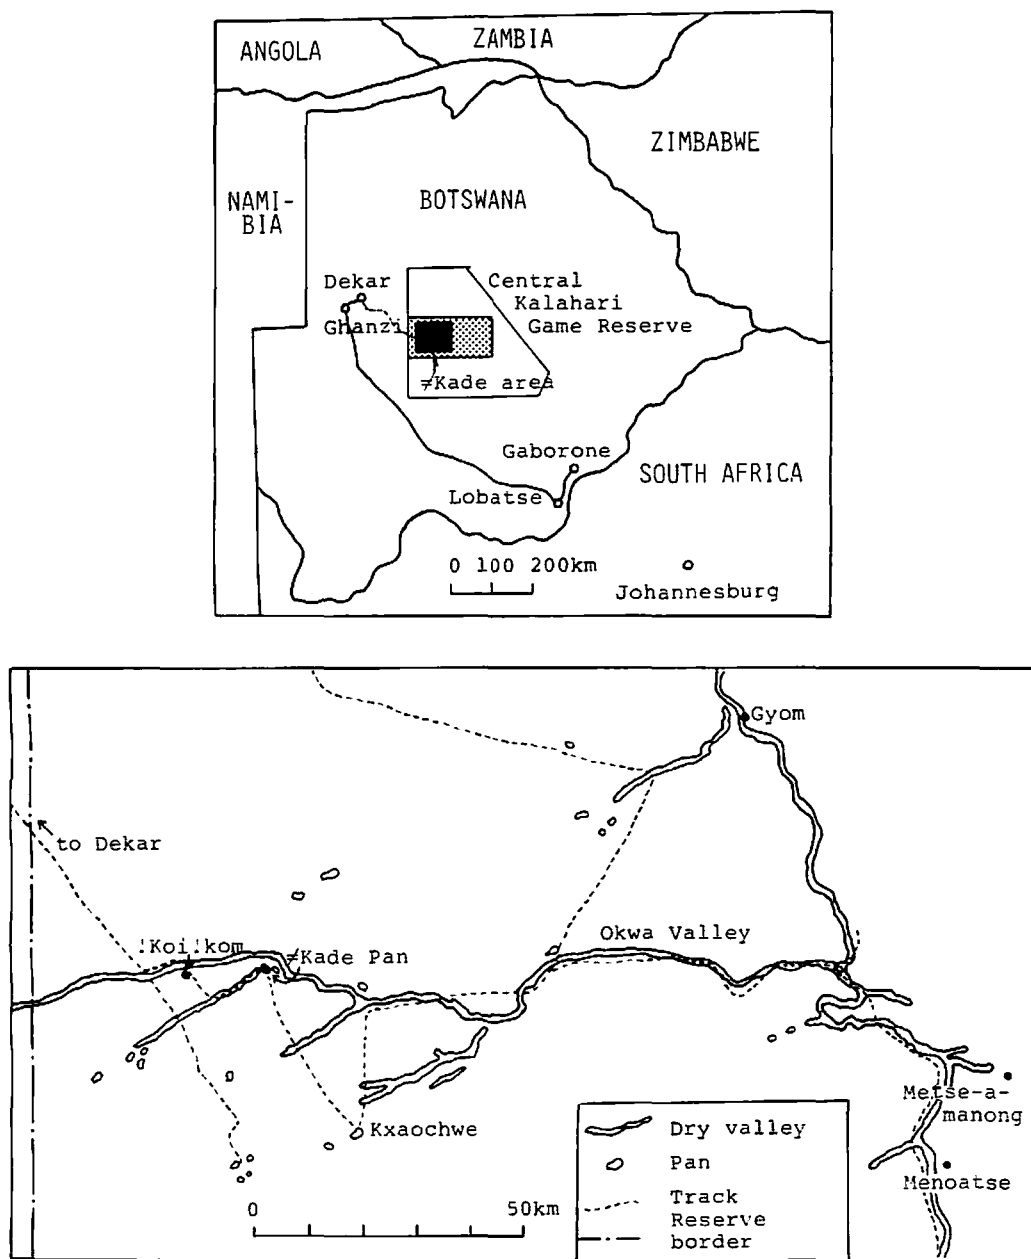 ANGOLA
ZAMBIA
ZIMBABWE
NAMI-
BIA
BOTSWANA
Dekar
Ghanzi
Central
Kalahari
Game Reserve
≠Kade area
Gaborone
Lobatse
SOUTH AFRICA
0 100 200km
Johannesburg
Gyom
to Dekar
!Koi!kom
≠Kade Pan
Okwa Valley
Kxaochwe
Metse-a-
manong
Menoatse
0 50km
Dry valley
Pan
Track
Reserve
border